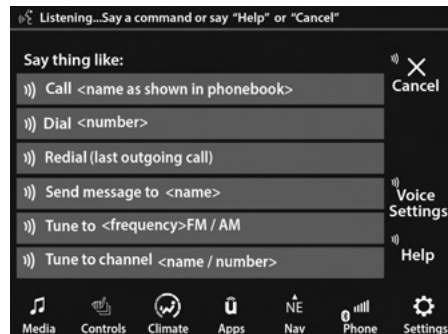 Listening...Say a command or say “Help” or “Cancel”
Say thing like:
Cancel
Call <name as shown in phonebook>
Dial <number>
Redial (last outgoing call)
Send message to <name>
Voice
Settings
Tune to <frequency>FM / AM
Help
Tune to channel <name / number>
NE
Media Controls Climate Apps Nav Phone Settings